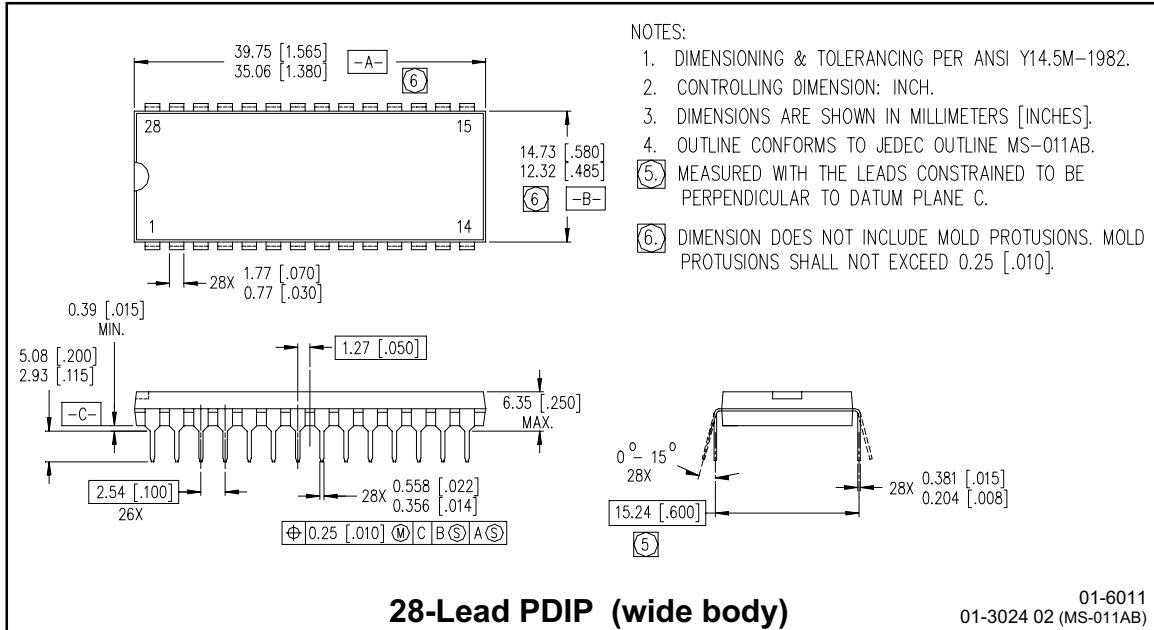 39.75 [1.565]
35.06 [1.380]
-A-
6
28
15
1
14
14.73 [.580]
12.32 [.485]
6
-B-
28X
1.77 [.070]
0.77 [.030]
NOTES:
1. DIMENSIONING & TOLERANCING PER ANSI Y14.5M-1982.
2. CONTROLLING DIMENSION: INCH.
3. DIMENSIONS ARE SHOWN IN MILLIMETERS [INCHES].
4. OUTLINE CONFORMS TO JEDEC OUTLINE MS-011AB.
5. MEASURED WITH THE LEADS CONSTRAINED TO BE
PERPENDICULAR TO DATUM PLANE C.
6. DIMENSION DOES NOT INCLUDE MOLD PROTUSIONS. MOLD
PROTUSIONS SHALL NOT EXCEED 0.25 [.010].
0.39 [.015]
MIN.
5.08 [.200]
2.93 [.115]
-C-
1.27 [.050]
6.35 [.250]
MAX.
2.54 [.100]
26X
28X
0.558 [.022]
0.356 [.014]
⌖ 0.25 [.010] Ⓜ C B Ⓢ A Ⓢ
0° - 15°
28X
15.24 [.600]
5
28X
0.381 [.015]
0.204 [.008]
28-Lead PDIP (wide body)
01-6011
01-3024 02 (MS-011AB)